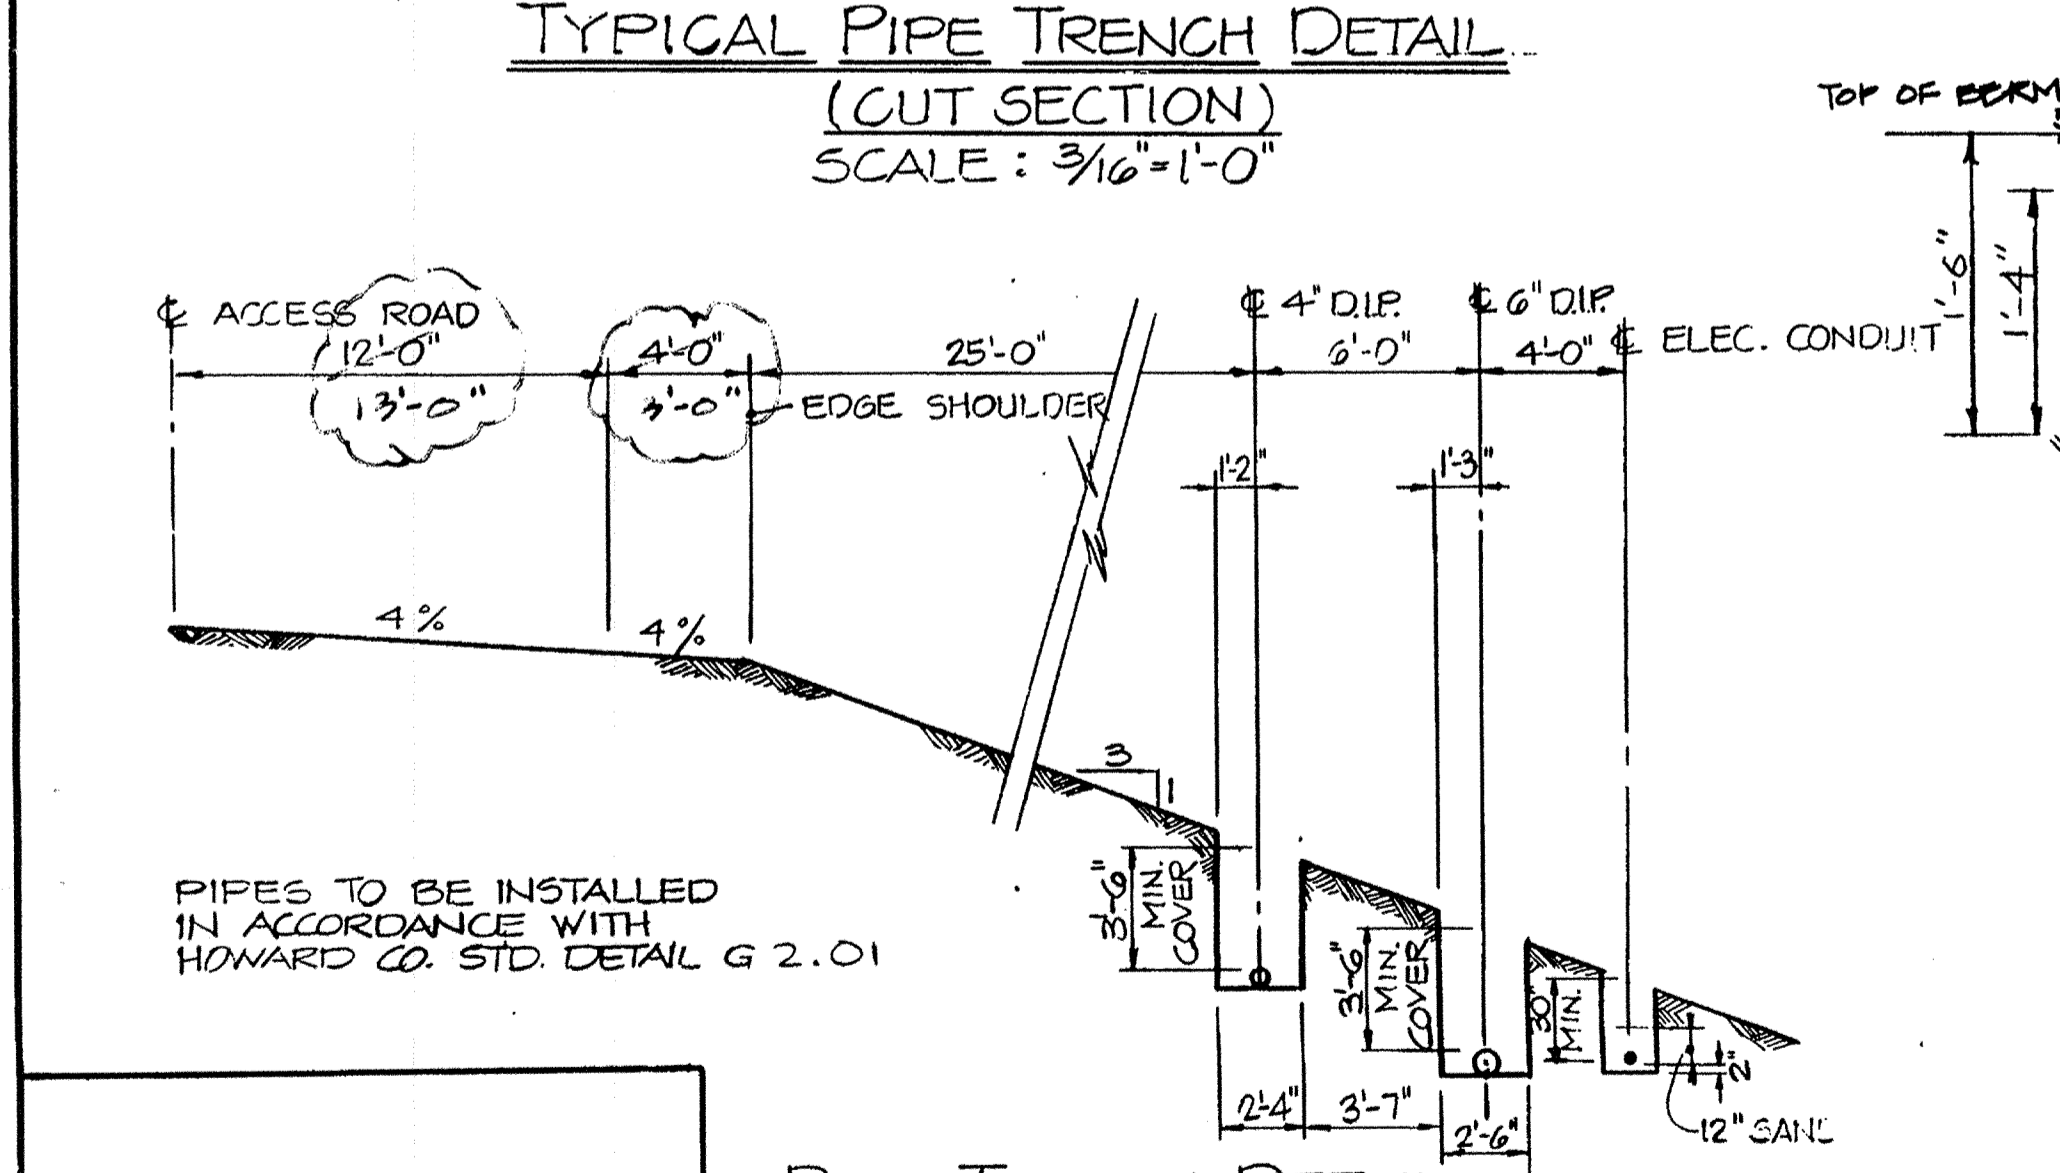 TYPICAL PIPE TRENCH DETAIL
(CUT SECTION)
SCALE : 3/16"=1'-0"
TOP OF BERM
1'-6"
1'-4"
℄ ACCESS ROAD
℄ 4" D.I.P.
℄ 6" D.I.P.
℄ ELEC. CONDUIT
12'-0"
4'-0"
25'-0"
6'-0"
4'-0"
13'-0"
3'-0"
EDGE SHOULDER
1'-2"
1'-3"
4%
4%
3
1
3'-6"
MIN.
COVER
PIPES TO BE INSTALLED
IN ACCORDANCE WITH
HOWARD CO. STD. DETAIL G 2.01
3'-6"
MIN.
COVER
30"
MIN.
2"
2'-4"
3'-7"
2'-6"
12" SAND